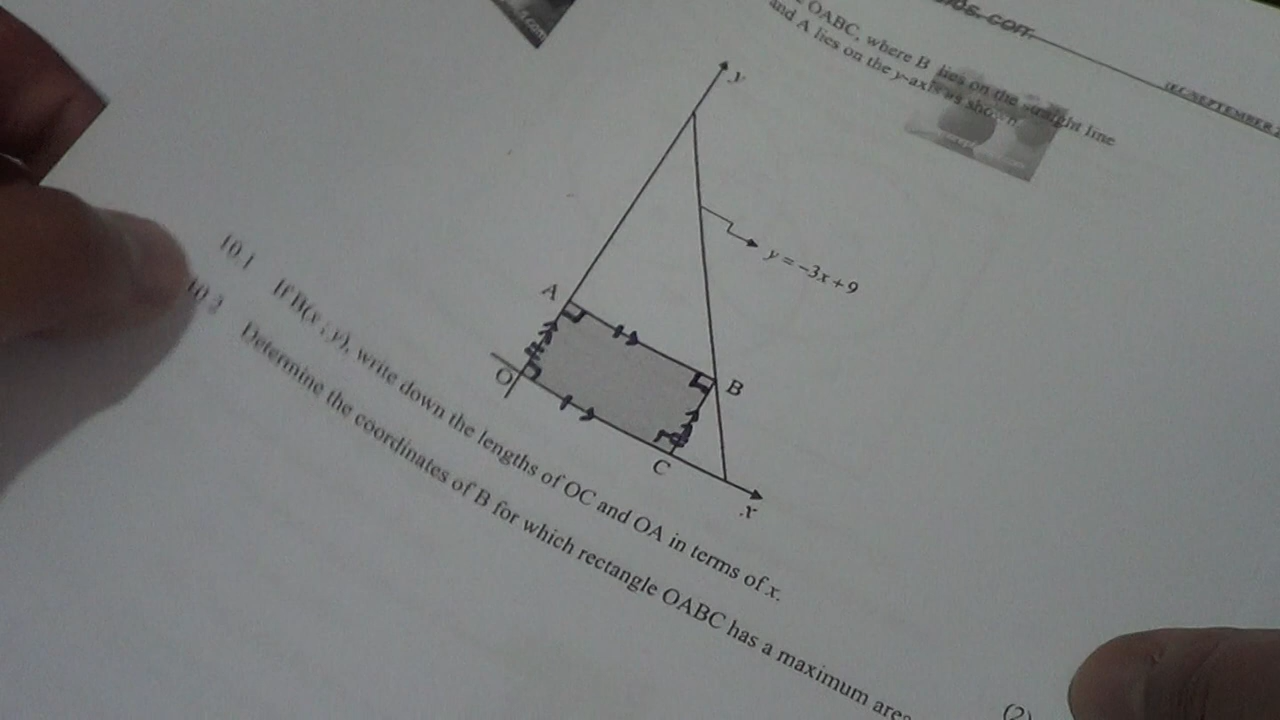 (EC/SEPTEMBER
OABC, where B lies on the straight line
and A lies on the y-axis as shown
y
y = –3x + 9
A
B
O
C
x
10.1 If B(x ; y), write down the lengths of OC and OA in terms of x.
(2)
10.2 Determine the coordinates of B for which rectangle OABC has a maximum area